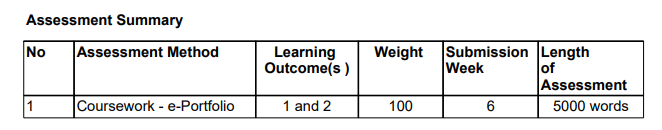 Assessment Summary
No Assessment Method Learning Outcome(s ) Weight Submission Week Length of Assessment
1 Coursework - e-Portfolio 1 and 2 100 6 5000 words